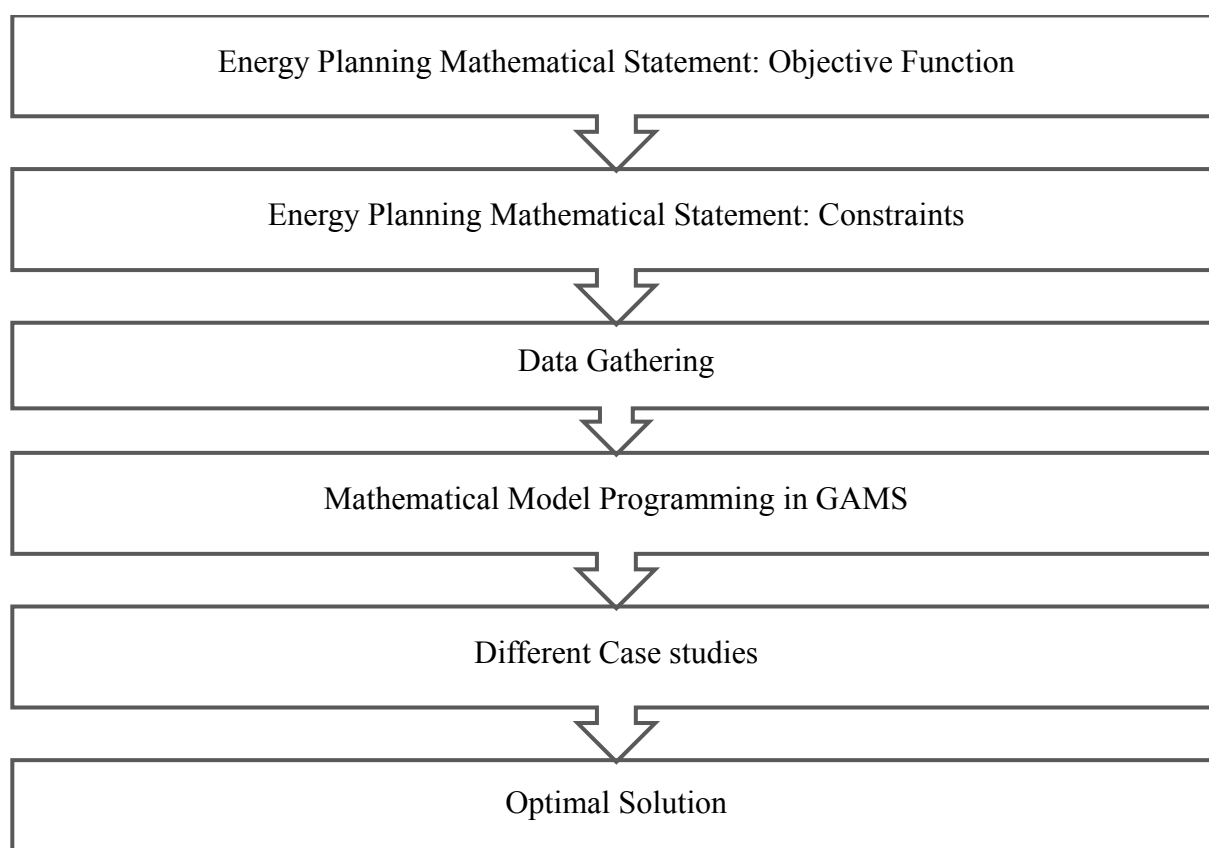 Energy Planning Mathematical Statement: Objective Function
Energy Planning Mathematical Statement: Constraints
Data Gathering
Mathematical Model Programming in GAMS
Different Case studies
Optimal Solution